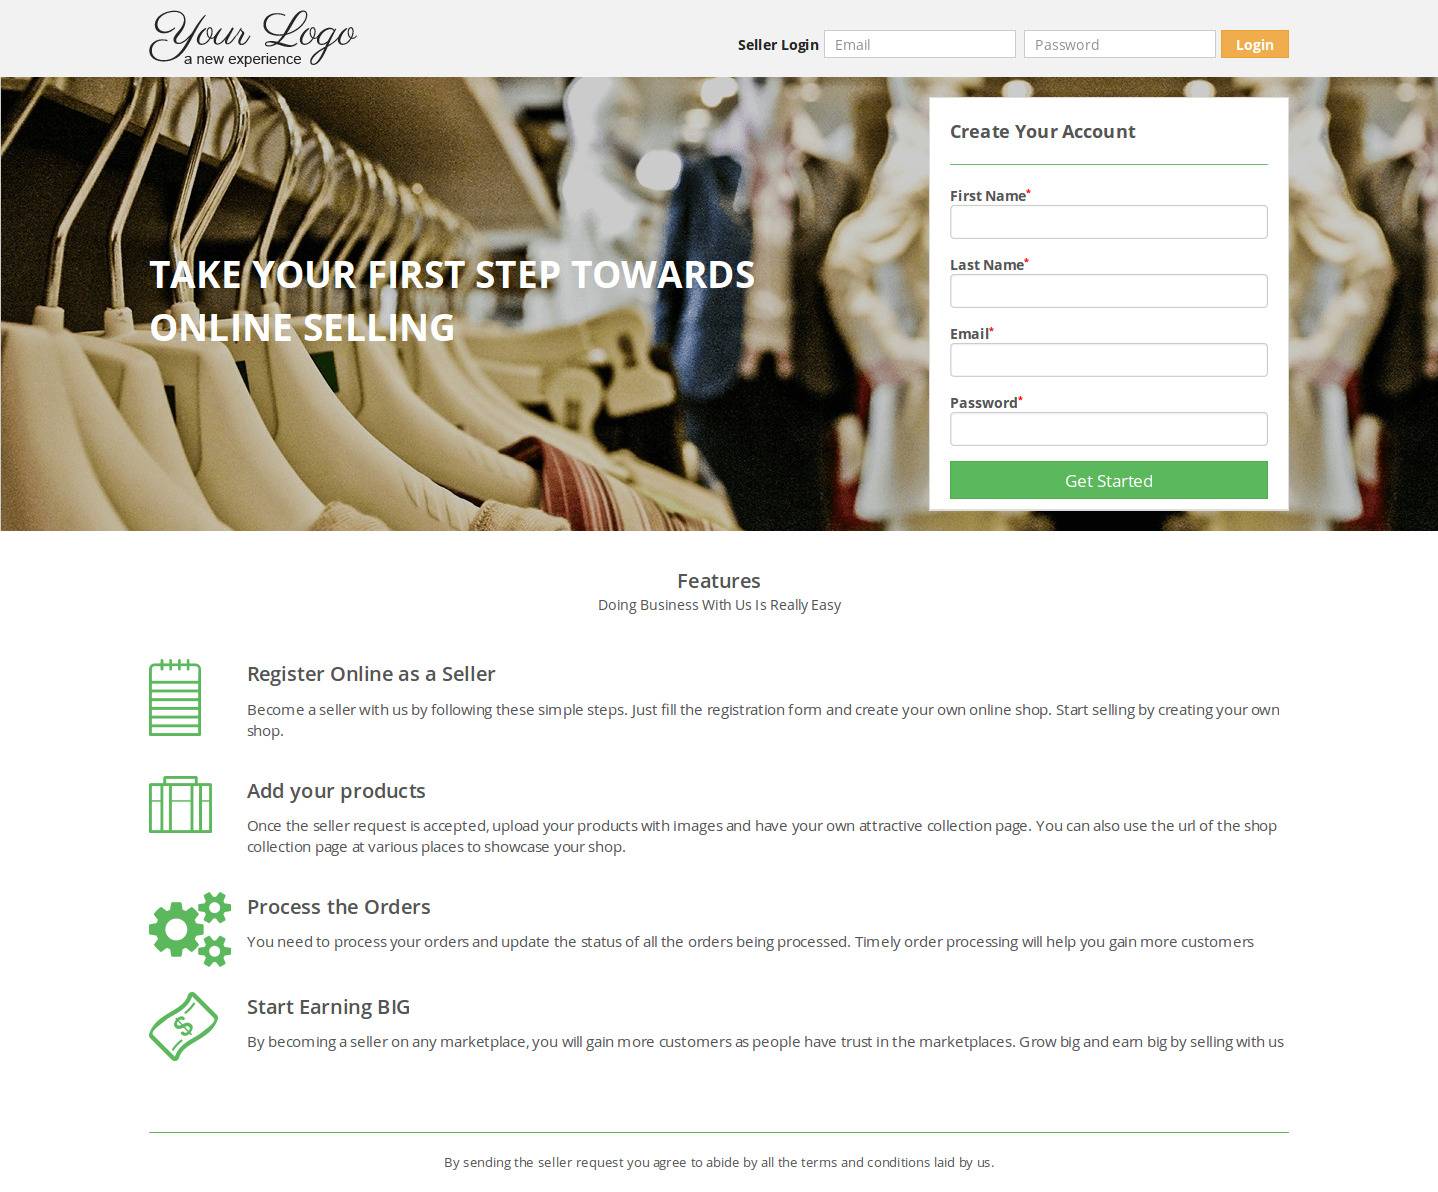 Your Logo
a new experience
Seller Login Email Password Login
TAKE YOUR FIRST STEP TOWARDS
ONLINE SELLING
Create Your Account
First Name*
Last Name*
Email*
Password*
Get Started
Features
Doing Business With Us Is Really Easy
Register Online as a Seller
Become a seller with us by following these simple steps. Just fill the registration form and create your own online shop. Start selling by creating your own
shop.
Add your products
Once the seller request is accepted, upload your products with images and have your own attractive collection page. You can also use the url of the shop
collection page at various places to showcase your shop.
Process the Orders
You need to process your orders and update the status of all the orders being processed. Timely order processing will help you gain more customers
Start Earning BIG
$
By becoming a seller on any marketplace, you will gain more customers as people have trust in the marketplaces. Grow big and earn big by selling with us
By sending the seller request you agree to abide by all the terms and conditions laid by us.